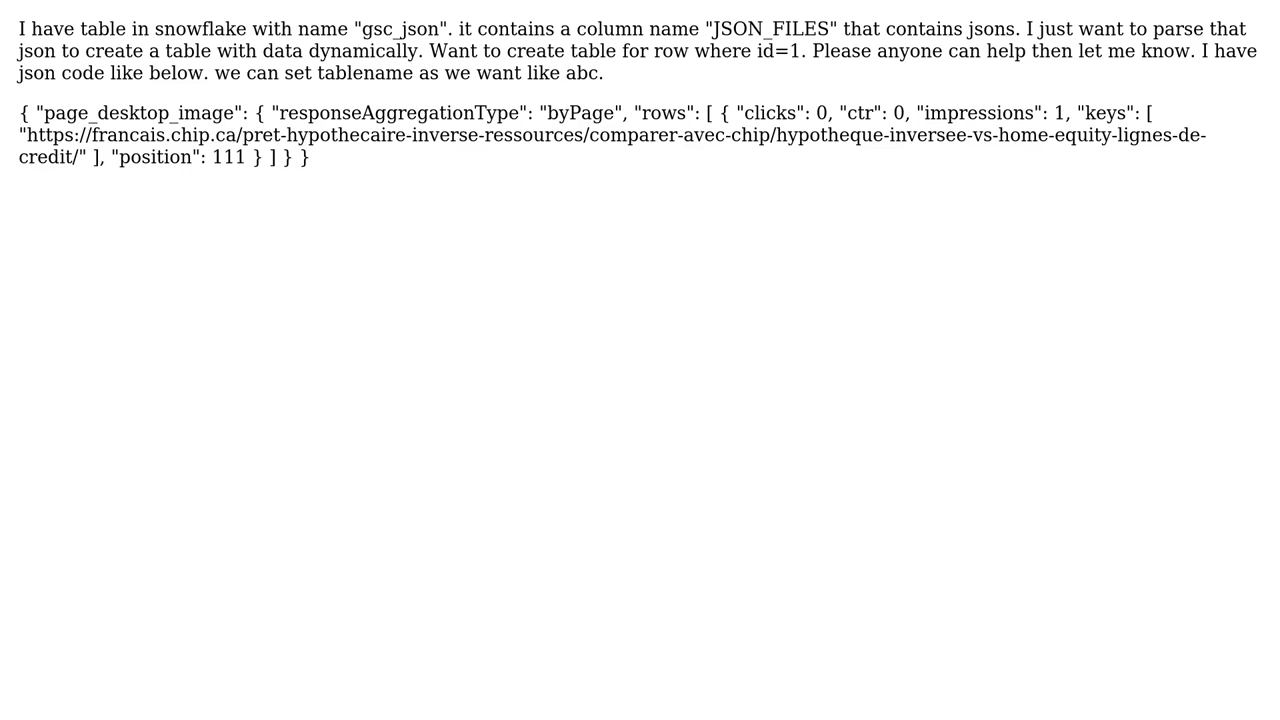 I have table in snowflake with name "gsc_json". it contains a column name "JSON_FILES" that contains jsons. I just want to parse that
json to create a table with data dynamically. Want to create table for row where id=1. Please anyone can help then let me know. I have
json code like below. we can set tablename as we want like abc.
{ "page_desktop_image": { "responseAggregationType": "byPage", "rows": [ { "clicks": 0, "ctr": 0, "impressions": 1, "keys": [
"https://francais.chip.ca/pret-hypothecaire-inverse-ressources/comparer-avec-chip/hypotheque-inversee-vs-home-equity-lignes-de-
credit/" ], "position": 111 } ] } }